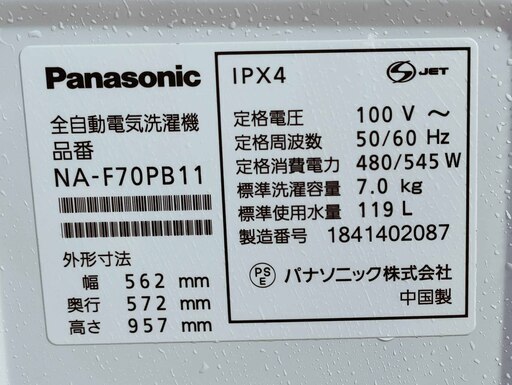 Panasonic
全自動電気洗濯機
品番
NA-F70PB11
外形寸法
幅 562 mm
奥行 572 mm
高さ 957 mm
IPX4
S JET
定格電圧 100 V ～
定格周波数 50/60 Hz
定格消費電力 480/545 W
標準洗濯容量 7.0 kg
標準使用水量 119 L
製造番号 1841402087
PS E パナソニック株式会社
中国製